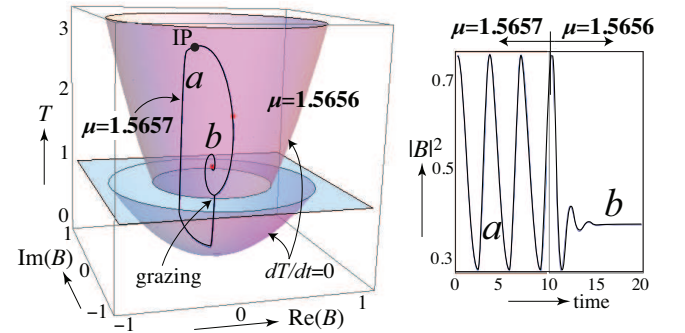 3
2
1
0
T
IP
a
b
μ=1.5657
μ=1.5656
1
0
−1
Im(B)
grazing
dT/dt=0
−1
0
1
Re(B)
μ=1.5657 μ=1.5656
0.7
0.5
0.3
|B|²
a
b
0 5 10 15 20
time